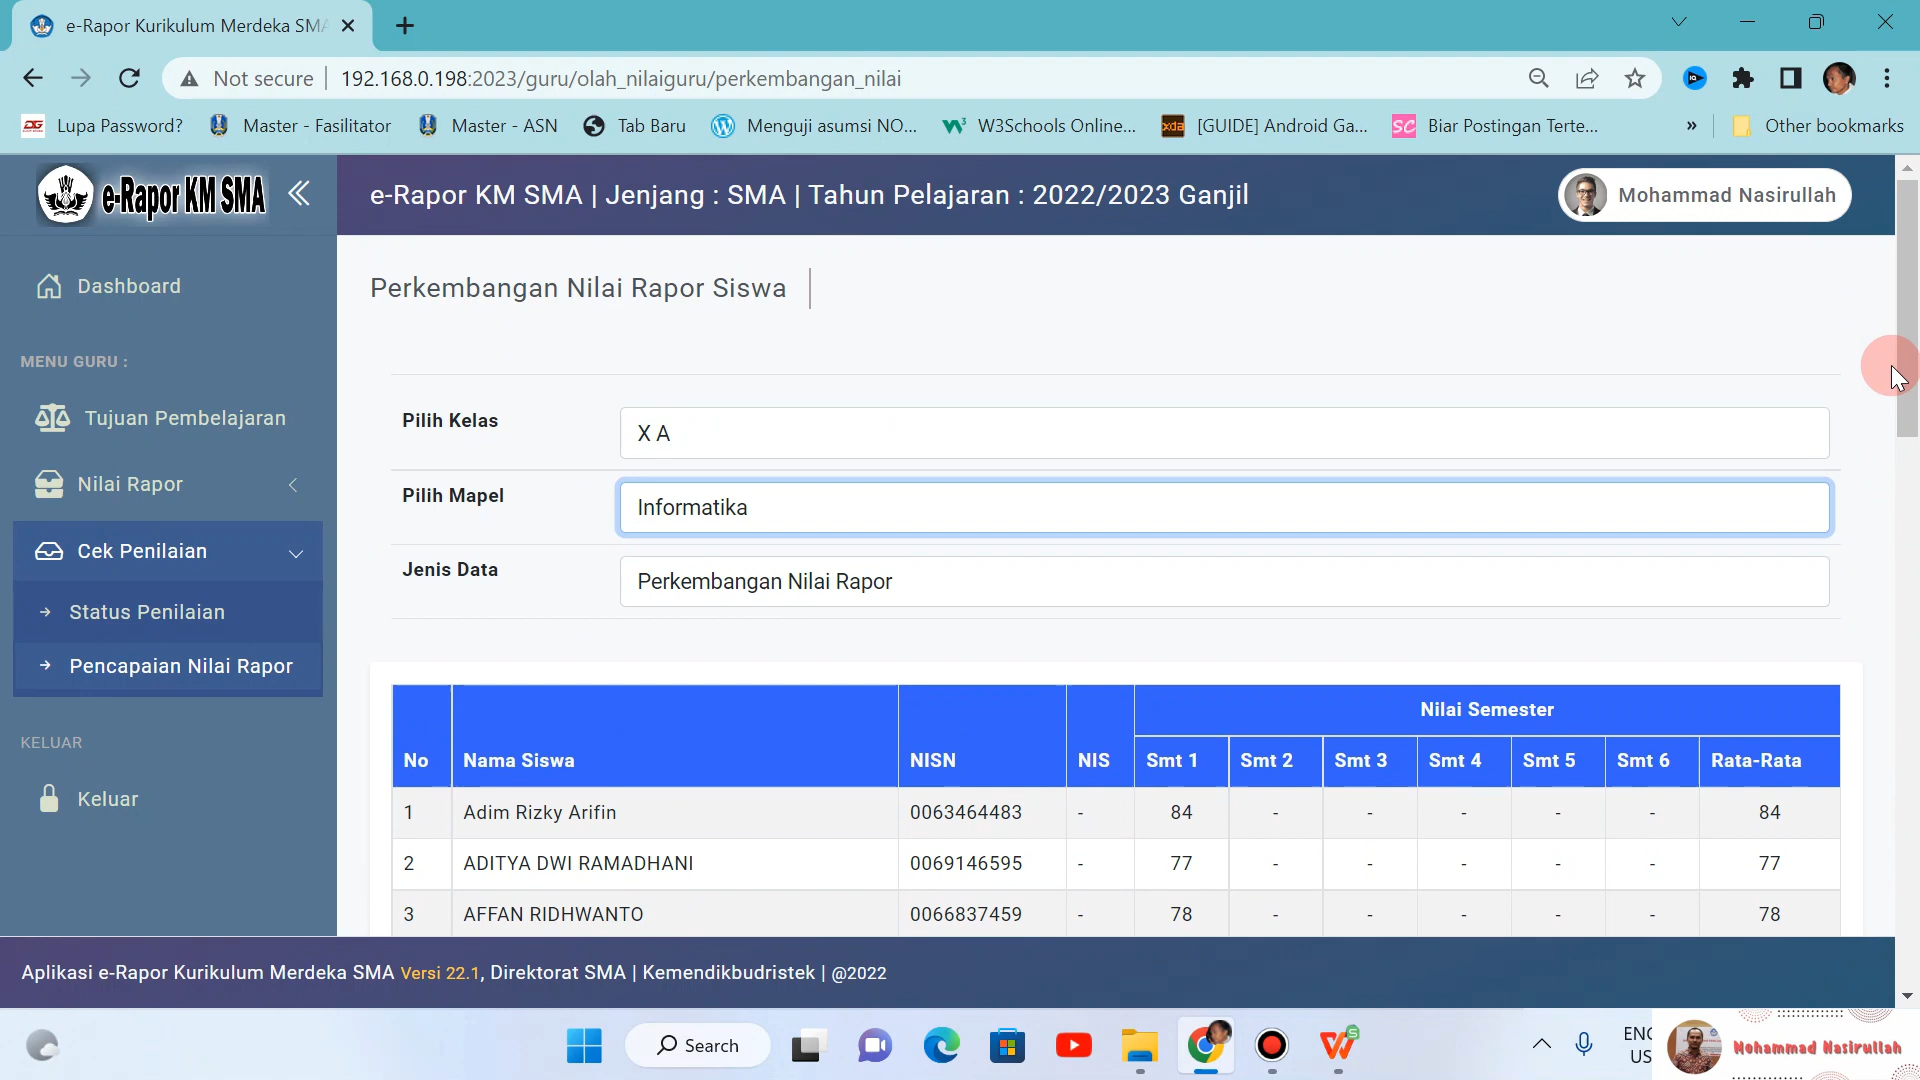 e-Rapor Kurikulum Merdeka SMA
Not secure 192.168.0.198:2023/guru/olah_nilaiguru/perkembangan_nilai
DG Lupa Password? Master - Fasilitator Master - ASN Tab Baru Menguji asumsi NO... W3Schools Online... xda [GUIDE] Android Ga... SC Biar Postingan Terte... » Other bookmarks
e-Rapor KM SMA
e-Rapor KM SMA | Jenjang : SMA | Tahun Pelajaran : 2022/2023 Ganjil
Mohammad Nasirullah
Dashboard
MENU GURU :
Tujuan Pembelajaran
Nilai Rapor
Cek Penilaian
Status Penilaian
Pencapaian Nilai Rapor
KELUAR
Keluar
Perkembangan Nilai Rapor Siswa
Pilih Kelas X A
Pilih Mapel Informatika
Jenis Data Perkembangan Nilai Rapor
Nilai Semester
No Nama Siswa NISN NIS Smt 1 Smt 2 Smt 3 Smt 4 Smt 5 Smt 6 Rata-Rata
1 Adim Rizky Arifin 0063464483 - 84 - - - - - 84
2 ADITYA DWI RAMADHANI 0069146595 - 77 - - - - - 77
3 AFFAN RIDHWANTO 0066837459 - 78 - - - - - 78
Aplikasi e-Rapor Kurikulum Merdeka SMA Versi 22.1, Direktorat SMA | Kemendikbudristek | @2022
Search
ENG
US
Mohammad Nasirullah